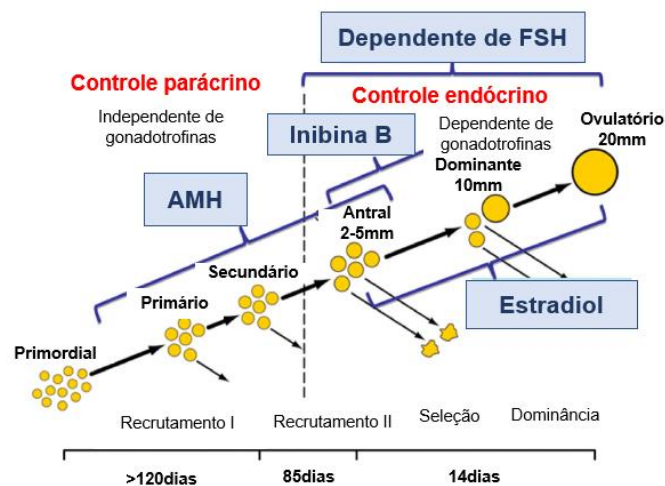 Dependente de FSH
Controle parácrino
Controle endócrino
Independente de
gonadotrofinas
Inibina B
Dependente de
gonadotrofinas
Ovulatório
20mm
Dominante
10mm
AMH
Antral
2-5mm
Secundário
Primário
Estradiol
Primordial
Recrutamento I
Recrutamento II
Seleção
Dominância
>120dias
85dias
14dias